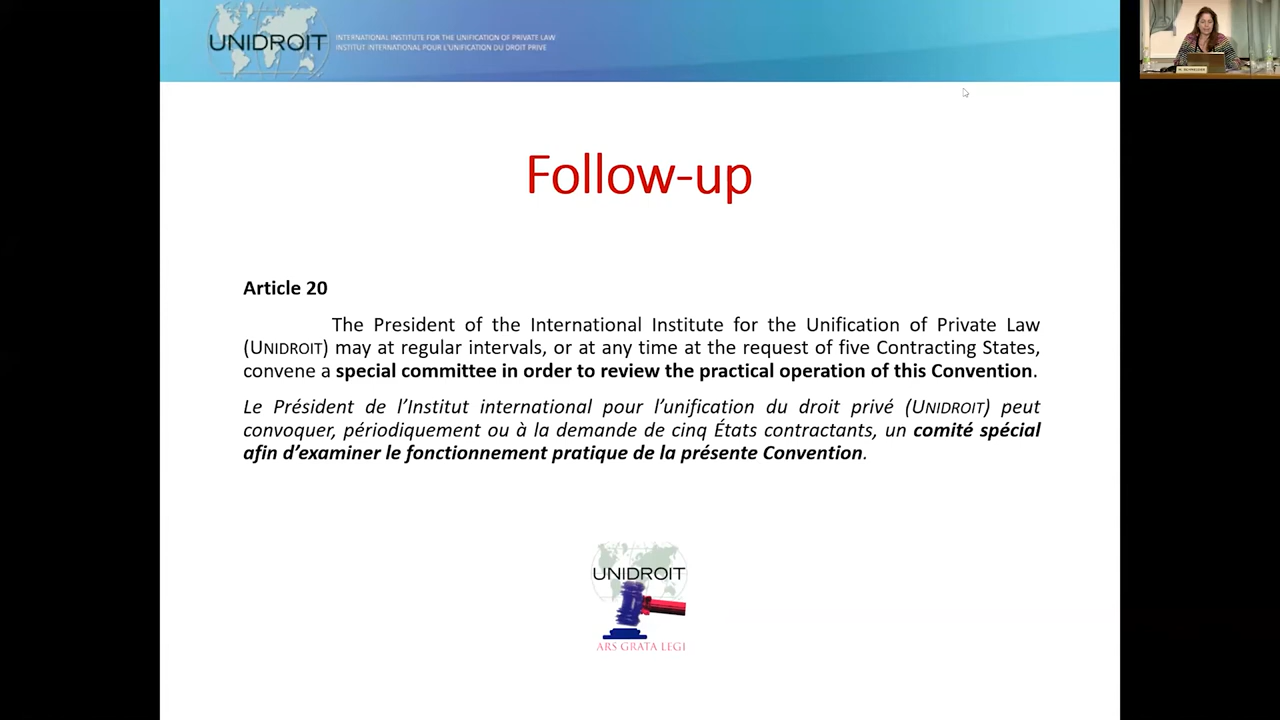 UNIDROIT
INTERNATIONAL INSTITUTE FOR THE UNIFICATION OF PRIVATE LAW
INSTITUT INTERNATIONAL POUR L'UNIFICATION DU DROIT PRIVE
Follow-up
Article 20
The President of the International Institute for the Unification of Private Law
(UNIDROIT) may at regular intervals, or at any time at the request of five Contracting States,
convene a special committee in order to review the practical operation of this Convention.
Le Président de l’Institut international pour l’unification du droit privé (UNIDROIT) peut
convoquer, périodiquement ou à la demande de cinq États contractants, un comité spécial
afin d’examiner le fonctionnement pratique de la présente Convention.
UNIDROIT
ARS GRATA LEGI